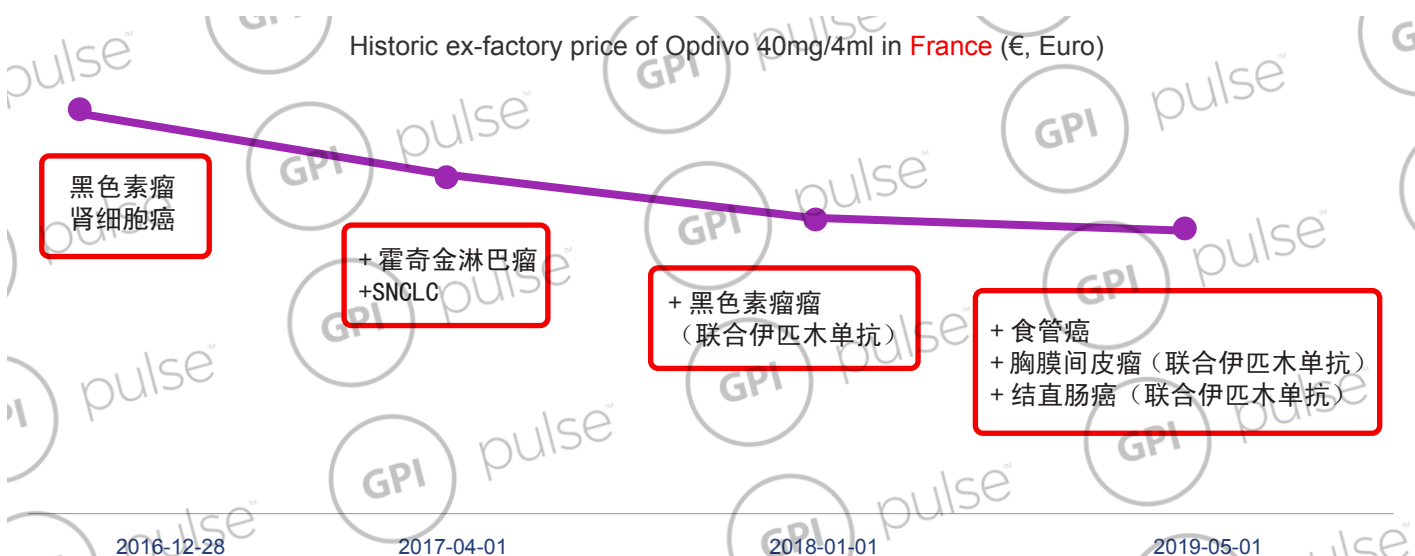 Historic ex-factory price of Opdivo 40mg/4ml in France (€, Euro)
黑色素瘤
肾细胞癌
+ 霍奇金淋巴瘤
+SNCLC
+ 黑色素瘤瘤
（联合伊匹木单抗）
+ 食管癌
+ 胸膜间皮瘤（联合伊匹木单抗）
+ 结直肠癌（联合伊匹木单抗）
2016-12-28
2017-04-01
2018-01-01
2019-05-01
GPI pulse™